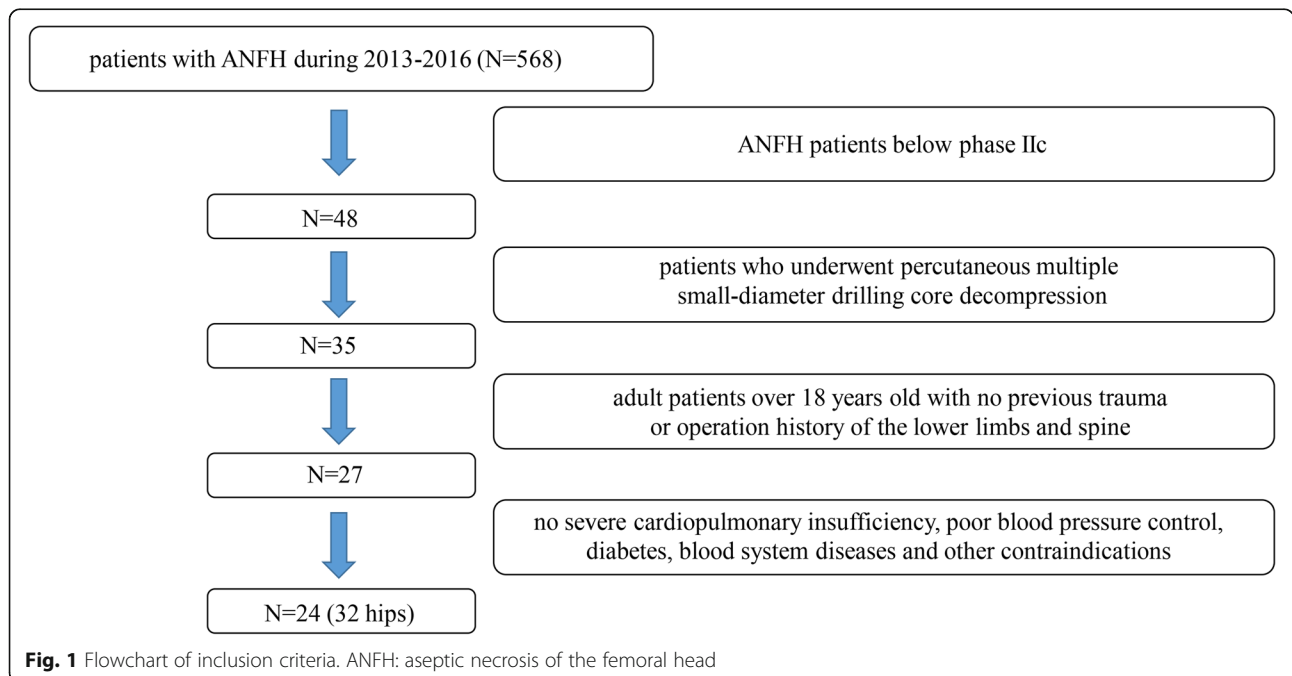 patients with ANFH during 2013-2016 (N=568)
ANFH patients below phase IIc
N=48
patients who underwent percutaneous multiple
small-diameter drilling core decompression
N=35
adult patients over 18 years old with no previous trauma
or operation history of the lower limbs and spine
N=27
no severe cardiopulmonary insufficiency, poor blood pressure control,
diabetes, blood system diseases and other contraindications
N=24 (32 hips)
Fig. 1 Flowchart of inclusion criteria. ANFH: aseptic necrosis of the femoral head